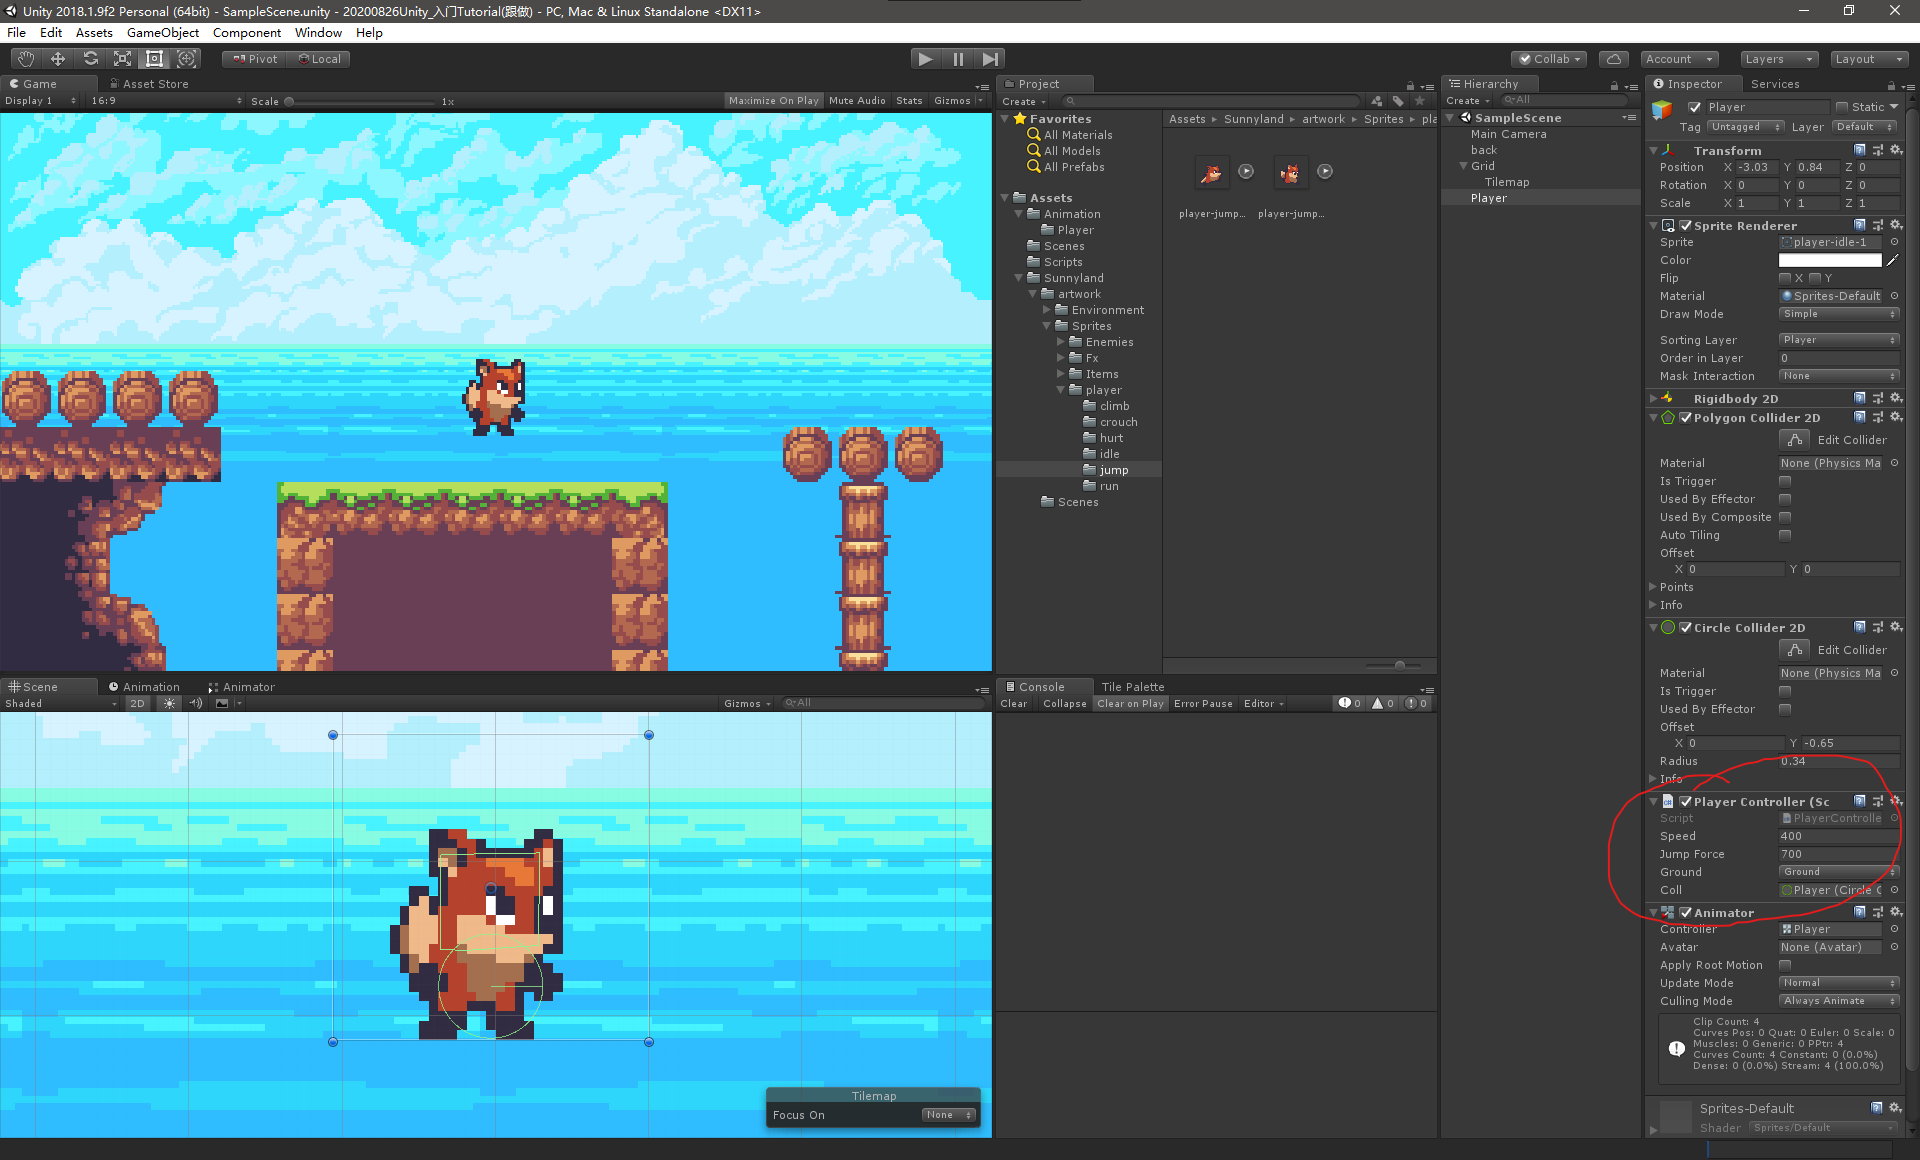 Unity 2018.1.9f2 Personal (64bit) - SampleScene.unity - 20200826Unity_入门Tutorial(跟做) - PC, Mac & Linux Standalone <DX11>
File Edit Assets GameObject Component Window Help
Pivot Local
Collab Account Layers Layout
Game Asset Store
Display 1 16:9 Scale 1x Maximize On Play Mute Audio Stats Gizmos
Project
Create
Favorites
All Materials
All Models
All Prefabs
Assets
Animation
Player
Scenes
Scripts
Sunnyland
artwork
Environment
Sprites
Enemies
Fx
Items
player
climb
crouch
hurt
idle
jump
run
Scenes
Assets Sunnyland artwork Sprites pla
player-jump... player-jump...
Hierarchy
Create All
SampleScene
Main Camera
back
Grid
Tilemap
Player
Inspector Services
Player Static
Tag Untagged Layer Default
Transform
Position X -3.03 Y 0.84 Z 0
Rotation X 0 Y 0 Z 0
Scale X 1 Y 1 Z 1
Sprite Renderer
Sprite player-idle-1
Color
Flip X Y
Material Sprites-Default
Draw Mode Simple
Sorting Layer Player
Order in Layer 0
Mask Interaction None
Rigidbody 2D
Polygon Collider 2D
Edit Collider
Material None (Physics Ma
Is Trigger
Used By Effector
Used By Composite
Auto Tiling
Offset
X 0 Y 0
Points
Info
Circle Collider 2D
Edit Collider
Material None (Physics Ma
Is Trigger
Used By Effector
Offset
X 0 Y -0.65
Radius 0.34
Info
Player Controller (Sc
Script PlayerControlle
Speed 400
Jump Force 700
Ground Ground
Coll Player (Circle C
Animator
Controller Player
Avatar None (Avatar)
Apply Root Motion
Update Mode Normal
Culling Mode Always Animate
Clip Count: 4
Curves Pos: 0 Quat: 0 Euler: 0 Scale: 0
Muscles: 0 Generic: 0 PPtr: 4
Curves Count: 4 Constant: 0 (0.0%)
Dense: 0 (0.0%) Stream: 4 (100.0%)
Sprites-Default
Shader Sprites/Default
Scene Animation Animator
Shaded 2D Gizmos All
Tilemap
Focus On None
Console Tile Palette
Clear Collapse Clear on Play Error Pause Editor 0 0 0